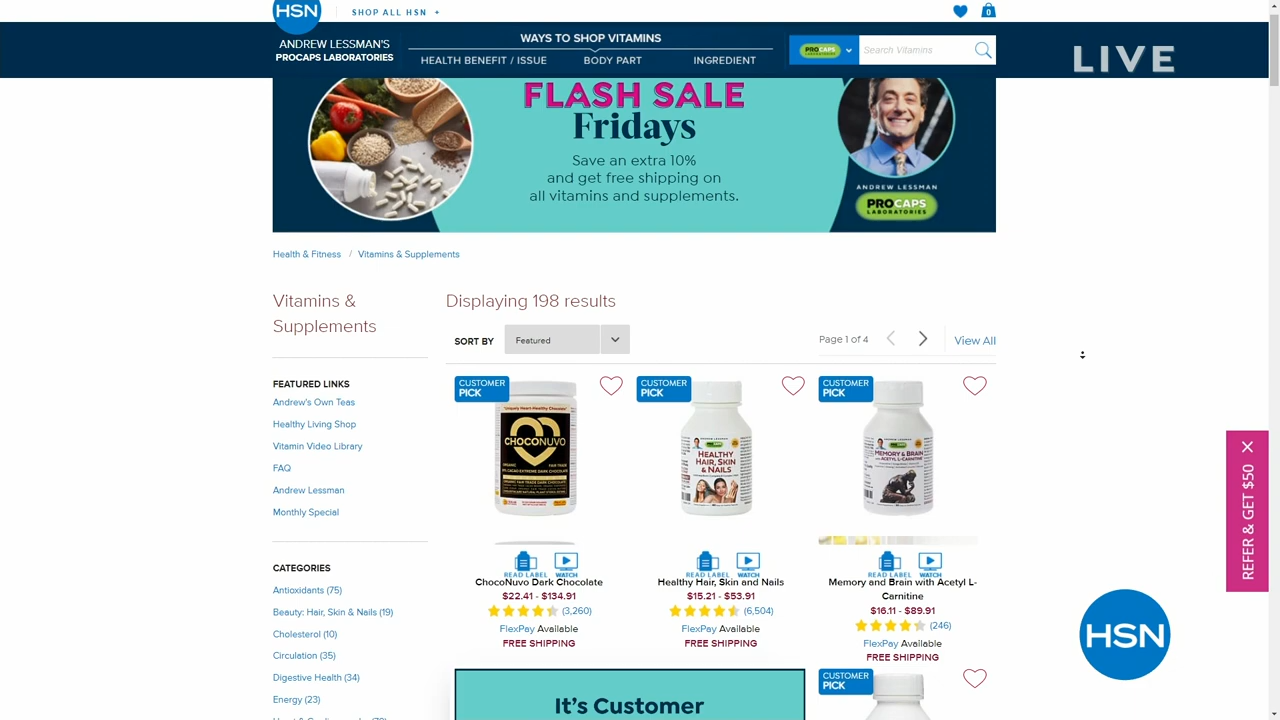 HSN
SHOP ALL HSN +
0
ANDREW LESSMAN'S
PROCAPS LABORATORIES
WAYS TO SHOP VITAMINS
HEALTH BENEFIT / ISSUE
BODY PART
INGREDIENT
PROCAPS
LABORATORIES
Search Vitamins
LIVE
FLASH SALE
Fridays
Save an extra 10%
and get free shipping on
all vitamins and supplements.
ANDREW LESSMAN
PROCAPS
LABORATORIES
Health & Fitness / Vitamins & Supplements
Vitamins &
Supplements
Displaying 198 results
SORT BY
Featured
Page 1 of 4
View All
FEATURED LINKS
Andrew's Own Teas
Healthy Living Shop
Vitamin Video Library
FAQ
Andrew Lessman
Monthly Special
CATEGORIES
Antioxidants (75)
Beauty: Hair, Skin & Nails (19)
Cholesterol (10)
Circulation (35)
Digestive Health (34)
Energy (23)
CUSTOMER
PICK
CHOCONUVO
READ LABEL
WATCH
ChocoNuvo Dark Chocolate
$22.41 - $134.91
(3,260)
FlexPay Available
FREE SHIPPING
CUSTOMER
PICK
HEALTHY
HAIR, SKIN
& NAILS
READ LABEL
WATCH
Healthy Hair, Skin and Nails
$15.21 - $53.91
(6,504)
FlexPay Available
FREE SHIPPING
CUSTOMER
PICK
MEMORY & BRAIN
WITH ACETYL L-CARNITINE
READ LABEL
WATCH
Memory and Brain with Acetyl L-
Carnitine
$16.11 - $89.91
(246)
FlexPay Available
FREE SHIPPING
It's Customer
CUSTOMER
PICK
REFER & GET $50
HSN